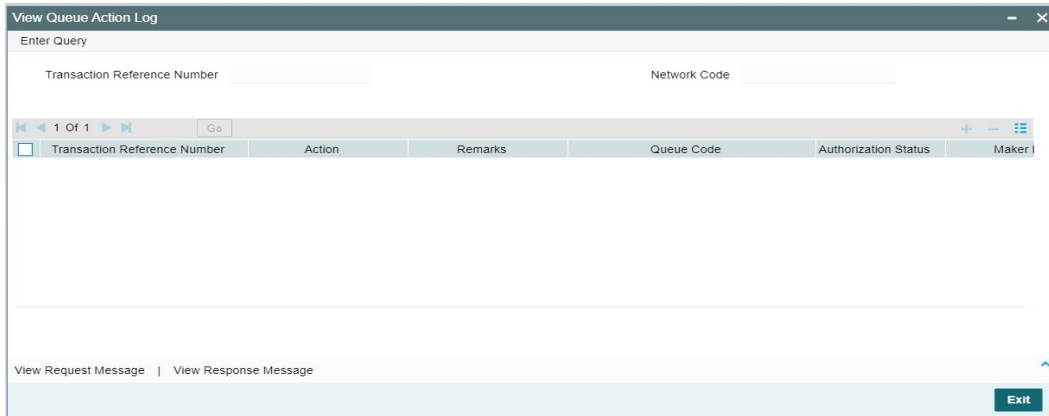 View Queue Action Log
Enter Query
Transaction Reference Number Network Code
1 Of 1 Go
Transaction Reference Number Action Remarks Queue Code Authorization Status Maker
View Request Message | View Response Message
Exit